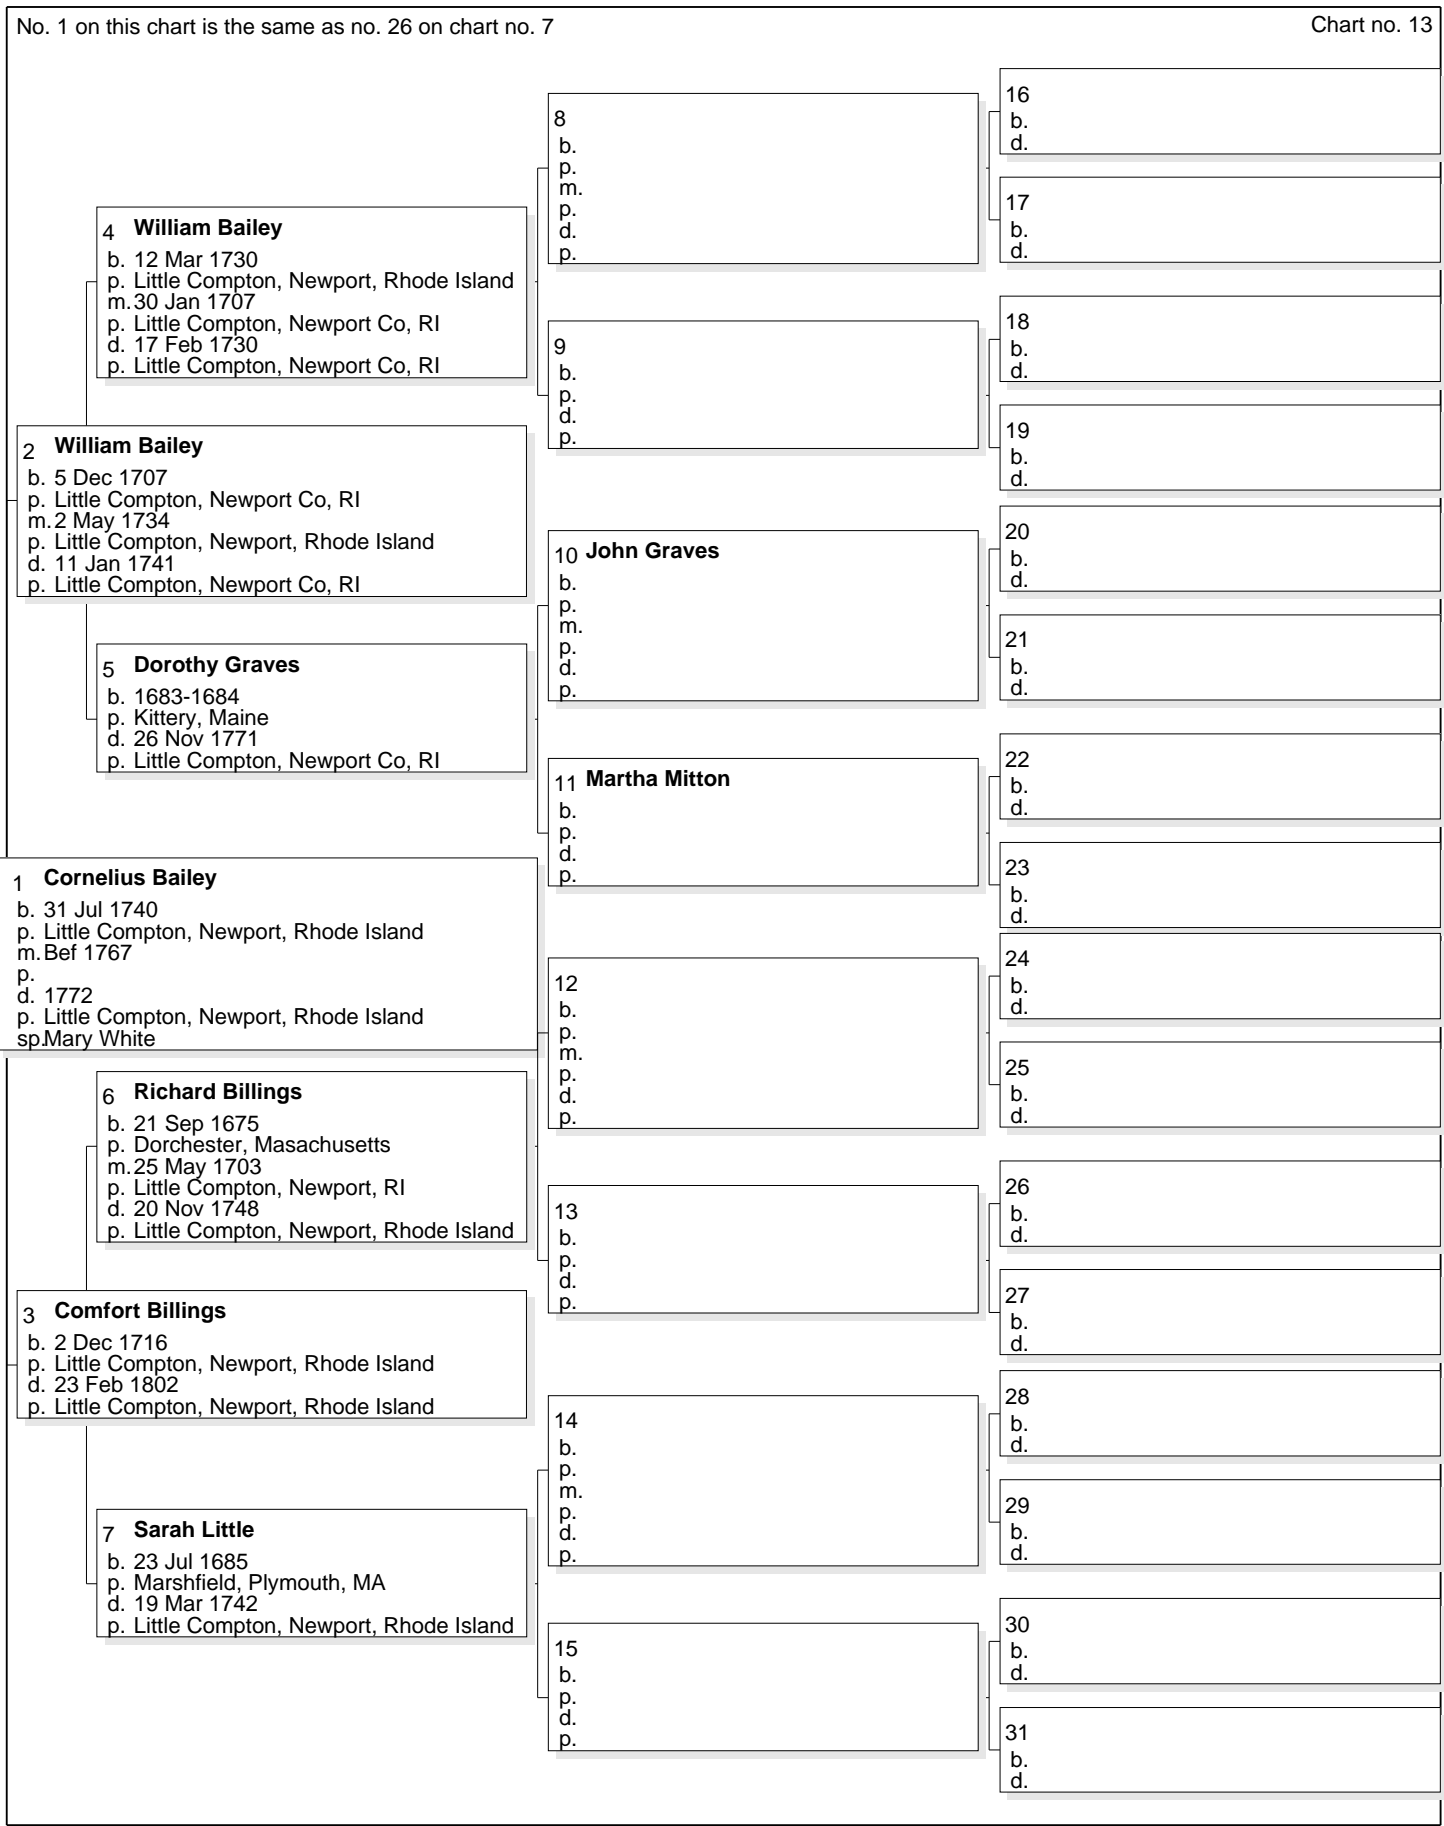 No. 1 on this chart is the same as no. 26 on chart no. 7
Chart no. 13
1 Cornelius Bailey
b. 31 Jul 1740
p. Little Compton, Newport, Rhode Island
m. Bef 1767
p.
d. 1772
p. Little Compton, Newport, Rhode Island
sp. Mary White
2 William Bailey
b. 5 Dec 1707
p. Little Compton, Newport Co, RI
m. 2 May 1734
p. Little Compton, Newport, Rhode Island
d. 11 Jan 1741
p. Little Compton, Newport Co, RI
3 Comfort Billings
b. 2 Dec 1716
p. Little Compton, Newport, Rhode Island
d. 23 Feb 1802
p. Little Compton, Newport, Rhode Island
4 William Bailey
b. 12 Mar 1730
p. Little Compton, Newport, Rhode Island
m. 30 Jan 1707
p. Little Compton, Newport Co, RI
d. 17 Feb 1730
p. Little Compton, Newport Co, RI
5 Dorothy Graves
b. 1683-1684
p. Kittery, Maine
d. 26 Nov 1771
p. Little Compton, Newport Co, RI
6 Richard Billings
b. 21 Sep 1675
p. Dorchester, Masachusetts
m. 25 May 1703
p. Little Compton, Newport, RI
d. 20 Nov 1748
p. Little Compton, Newport, Rhode Island
7 Sarah Little
b. 23 Jul 1685
p. Marshfield, Plymouth, MA
d. 19 Mar 1742
p. Little Compton, Newport, Rhode Island
8
b.
p.
m.
p.
d.
p.
9
b.
p.
d.
p.
10 John Graves
b.
p.
m.
p.
d.
p.
11 Martha Mitton
b.
p.
d.
p.
12
b.
p.
m.
p.
d.
p.
13
b.
p.
d.
p.
14
b.
p.
m.
p.
d.
p.
15
b.
p.
d.
p.
16
b.
d.
17
b.
d.
18
b.
d.
19
b.
d.
20
b.
d.
21
b.
d.
22
b.
d.
23
b.
d.
24
b.
d.
25
b.
d.
26
b.
d.
27
b.
d.
28
b.
d.
29
b.
d.
30
b.
d.
31
b.
d.